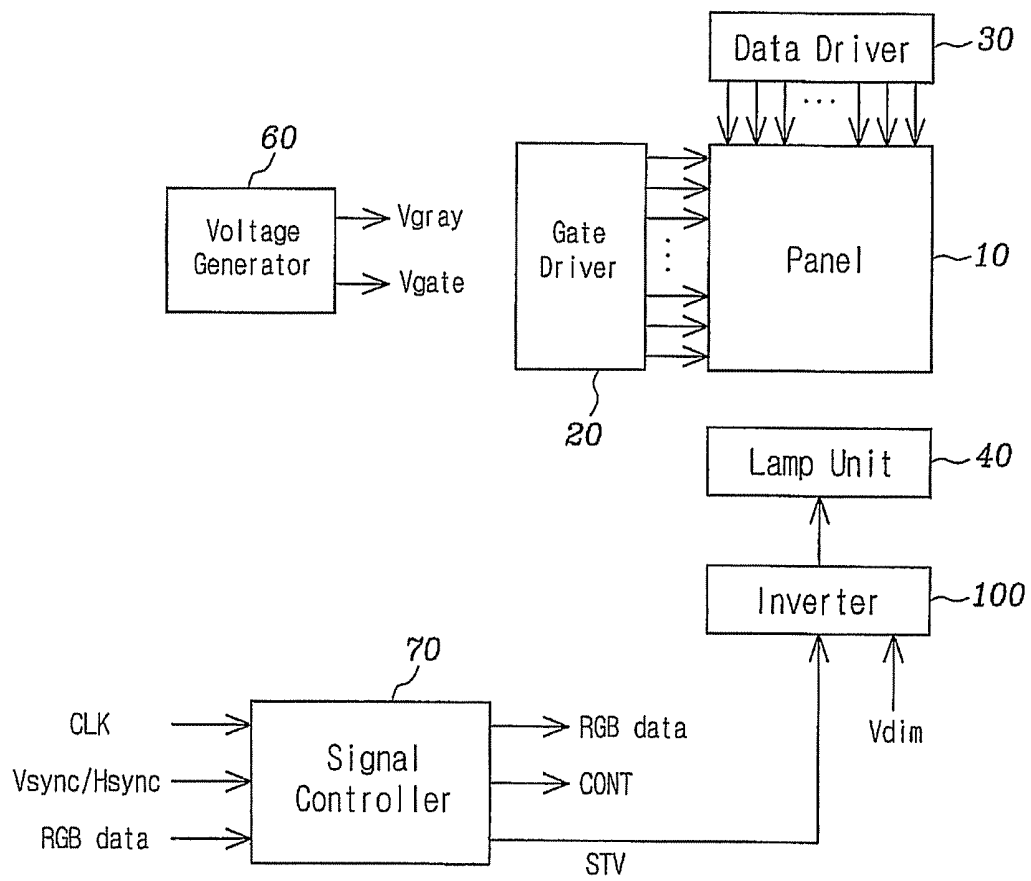 Data Driver
30
60
Voltage
Generator
Vgray
Vgate
Gate
Driver
...
Panel
10
20
Lamp Unit
40
Inverter
100
70
CLK
Vsync/Hsync
RGB data
Signal
Controller
RGB data
CONT
STV
Vdim